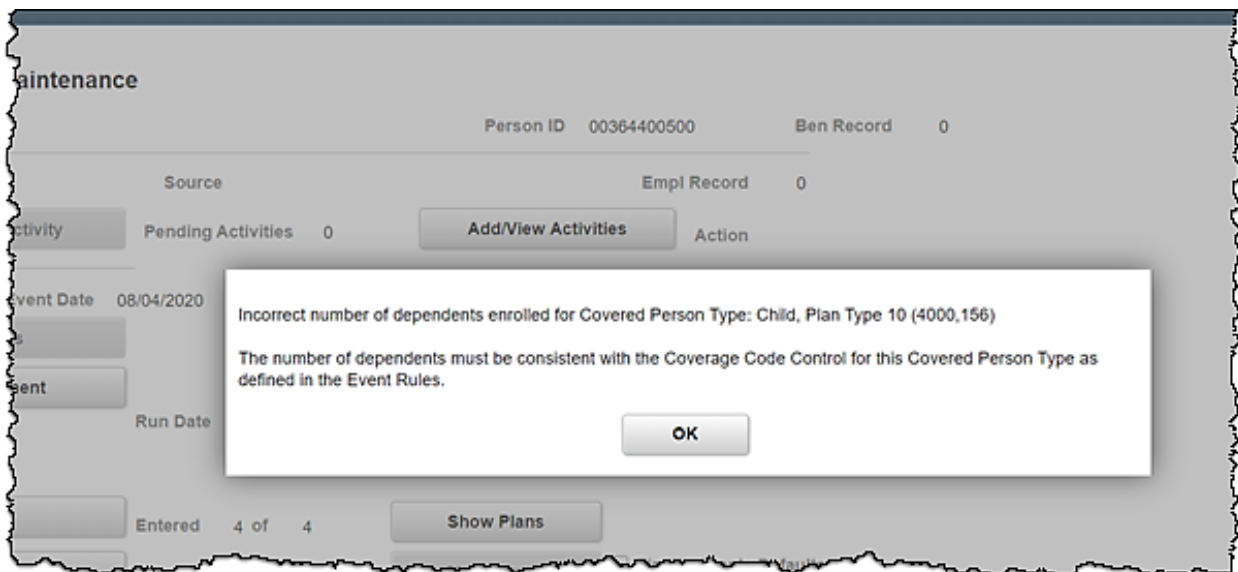 aintenance
Person ID 00364400500 Ben Record 0
Source Empl Record 0
ctivity Pending Activities 0 Add/View Activities Action
Event Date 08/04/2020
s
Incorrect number of dependents enrolled for Covered Person Type: Child, Plan Type 10 (4000,156)
The number of dependents must be consistent with the Coverage Code Control for this Covered Person Type as
defined in the Event Rules.
ent
Run Date
OK
Entered 4 of 4 Show Plans